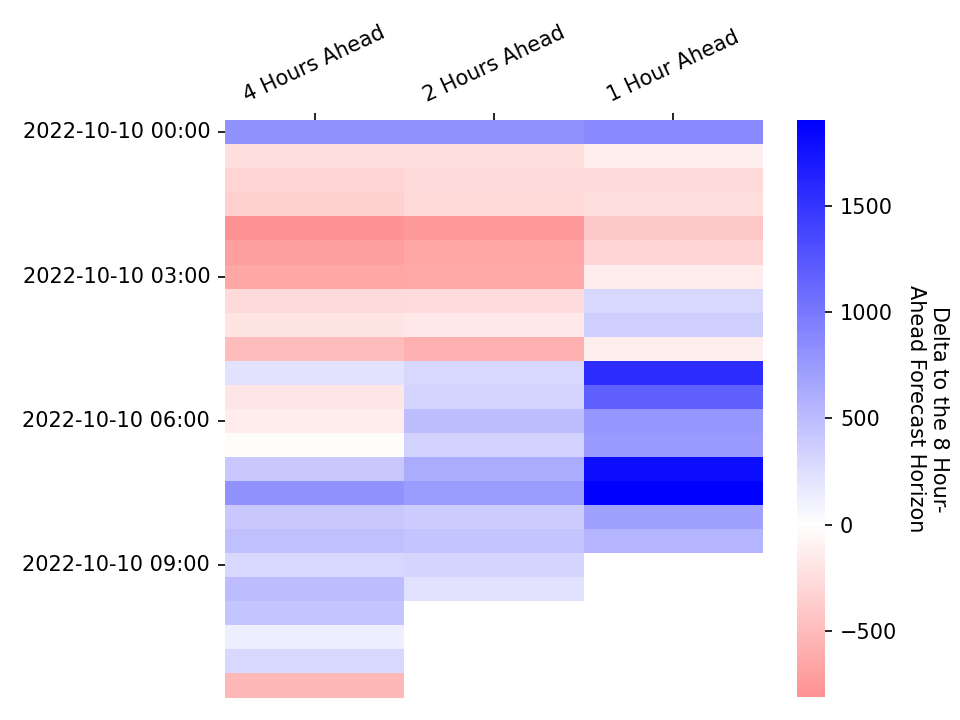 4 Hours Ahead
2 Hours Ahead
1 Hour Ahead
2022-10-10 00:00
2022-10-10 03:00
2022-10-10 06:00
2022-10-10 09:00
1500
1000
500
0
−500
Delta to the 8 Hour-
Ahead Forecast Horizon